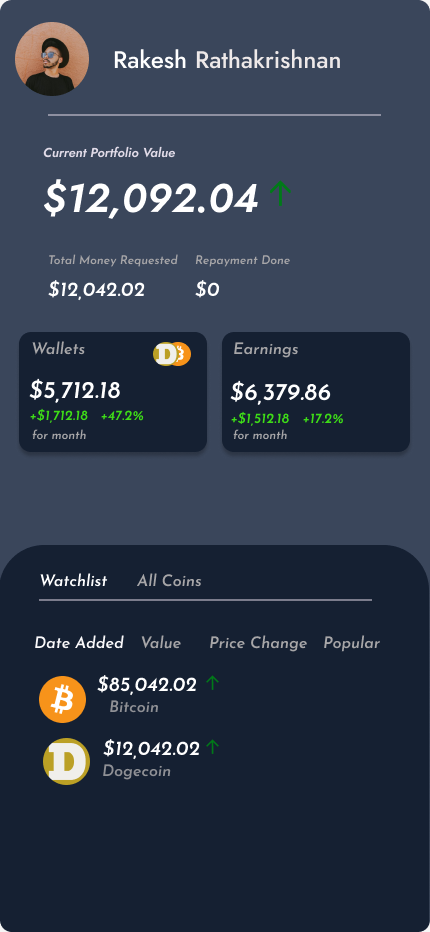 Rakesh Rathakrishnan
Current Portfolio Value
$12,092.04
Total Money Requested Repayment Done
$12,042.02 $0
Wallets
$5,712.18
+$1,712.18 +47.2%
for month
Earnings
$6,379.86
+$1,512.18 +17.2%
for month
Watchlist All Coins
Date Added Value Price Change Popular
$85,042.02
Bitcoin
$12,042.02
Dogecoin